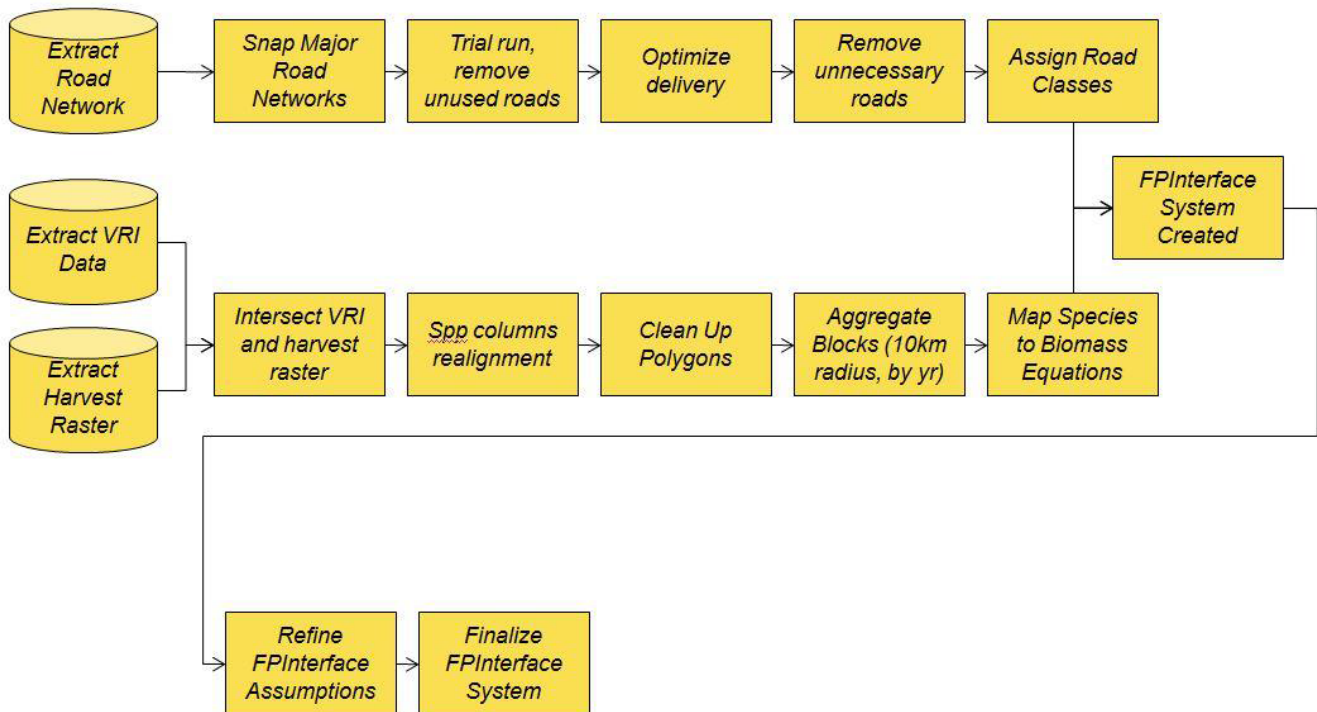 Extract
Road
Network
Snap Major
Road
Networks
Trial run,
remove
unused roads
Optimize
delivery
Remove
unnecessary
roads
Assign Road
Classes
FPInterface
System
Created
Extract VRI
Data
Extract
Harvest
Raster
Intersect VRI
and harvest
raster
Spp columns
realignment
Clean Up
Polygons
Aggregate
Blocks (10km
radius, by yr)
Map Species
to Biomass
Equations
Refine
FPInterface
Assumptions
Finalize
FPInterface
System